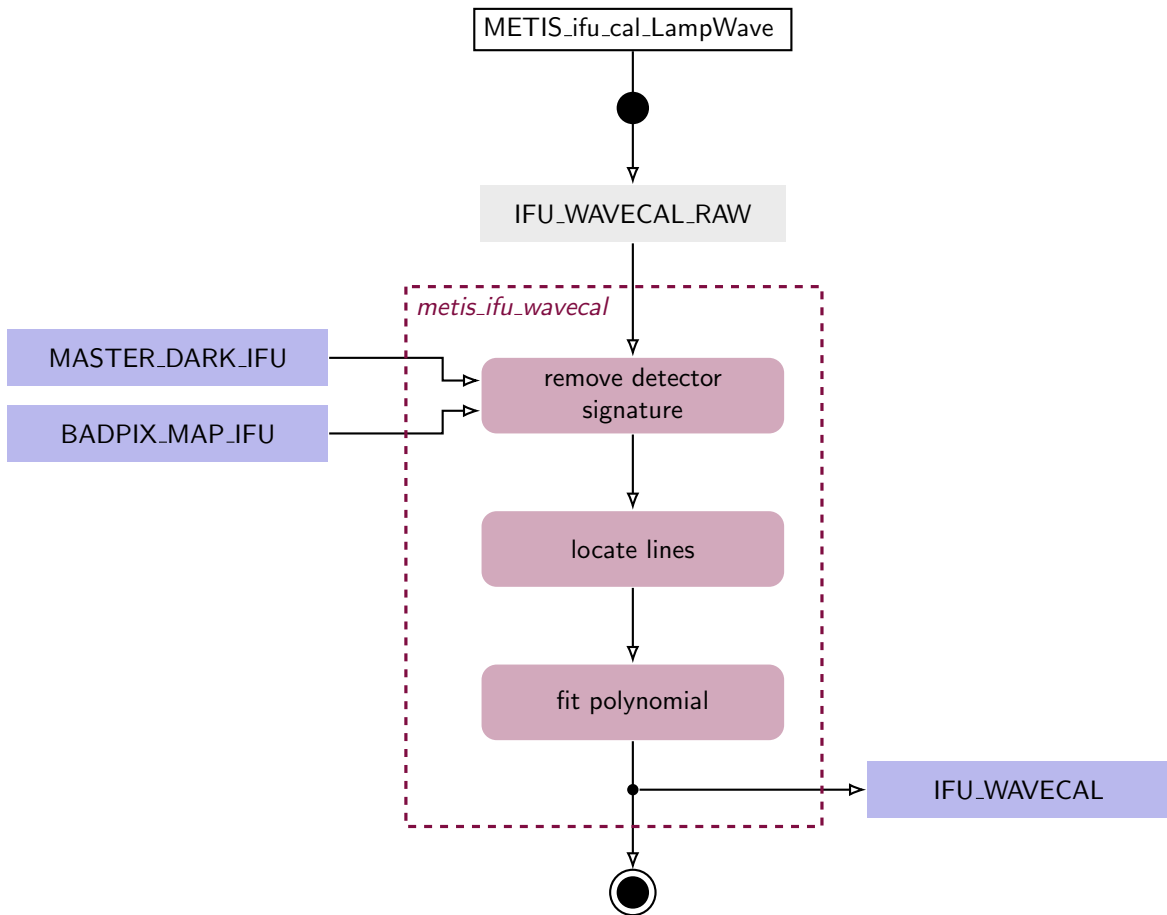 METIS_ifu_cal_LampWave
IFU_WAVECAL_RAW
metis_ifu_wavecal
MASTER_DARK_IFU
BADPIX_MAP_IFU
remove detector
signature
locate lines
fit polynomial
IFU_WAVECAL